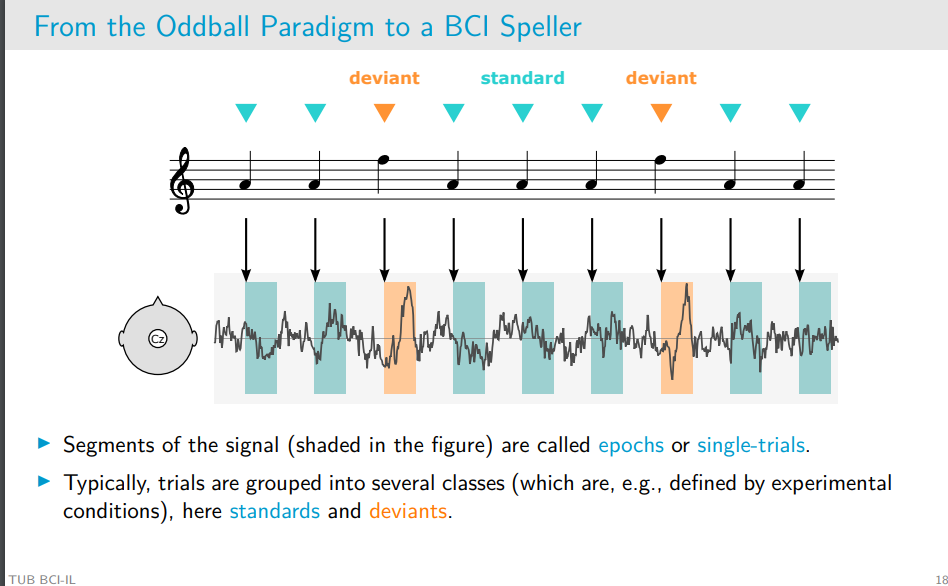 From the Oddball Paradigm to a BCI Speller
deviant standard deviant
Cz
Segments of the signal (shaded in the figure) are called epochs or single-trials.
Typically, trials are grouped into several classes (which are, e.g., defined by experimental
conditions), here standards and deviants.
TUB BCI-IL 18